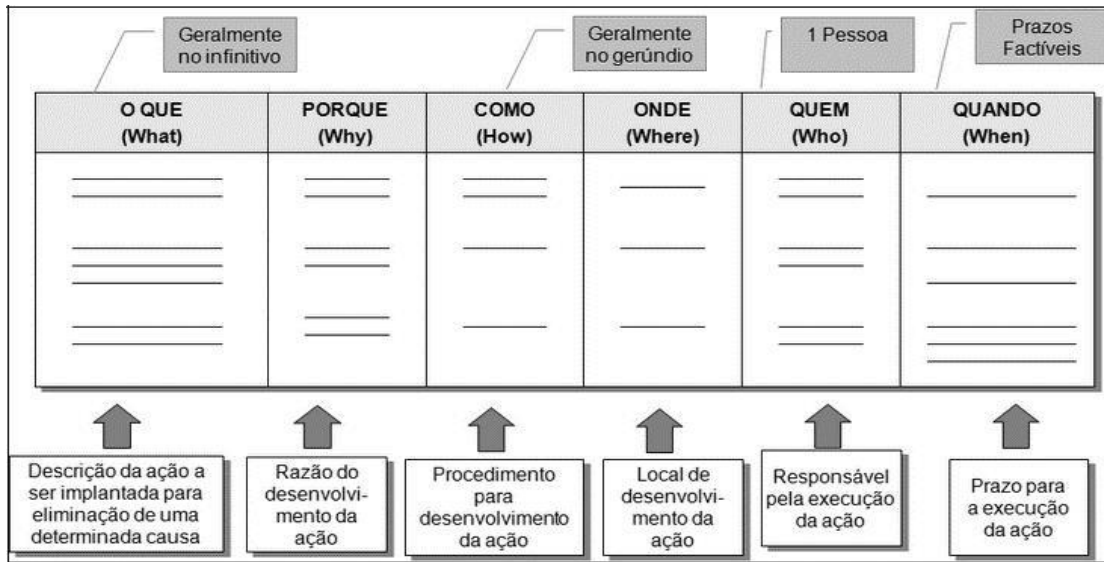 Geralmente
no infinitivo
Geralmente
no gerúndio
1 Pessoa
Prazos
Factíveis
O QUE
(What)
PORQUE
(Why)
COMO
(How)
ONDE
(Where)
QUEM
(Who)
QUANDO
(When)
Descrição da ação a
ser implantada para
eliminação de uma
determinada causa
Razão do
desenvolvi-
mento da
ação
Procedimento
para
desenvolvimento
da ação
Local de
desenvolvi-
mento da
ação
Responsável
pela execução
da ação
Prazo para
a execução
da ação